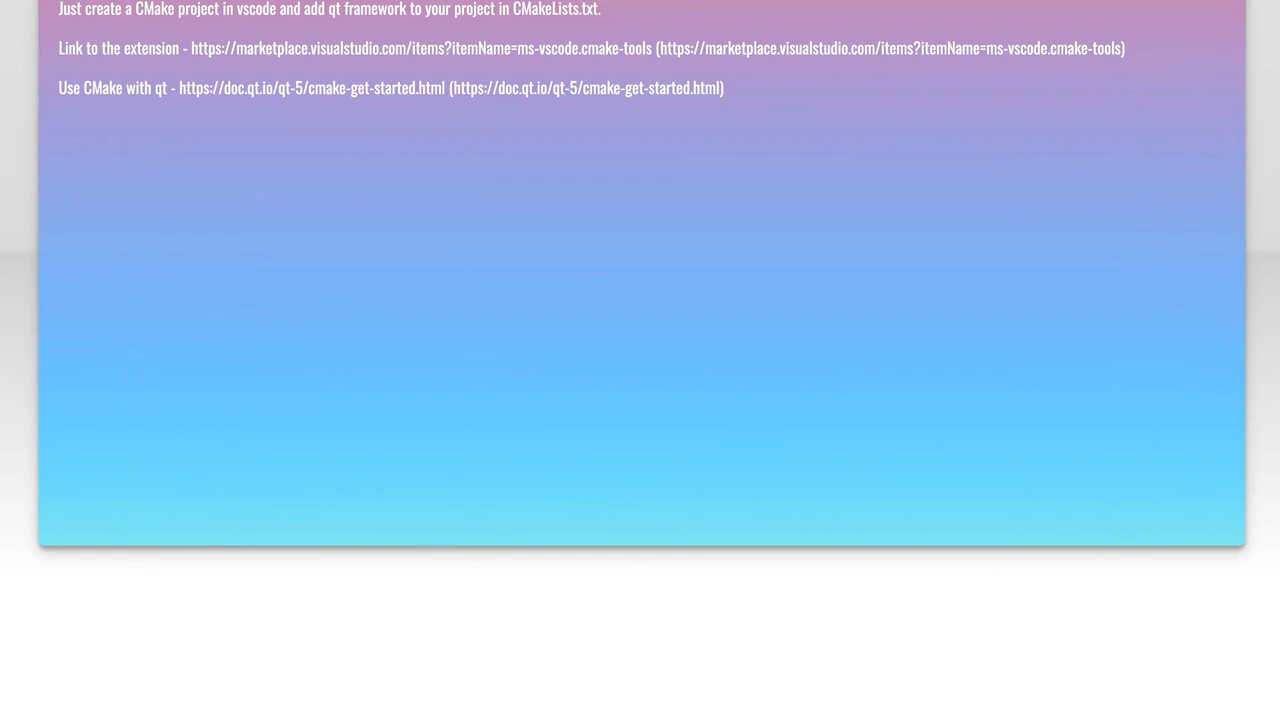 Just create a CMake project in vscode and add qt framework to your project in CMakeLists.txt.
Link to the extension - https://marketplace.visualstudio.com/items?itemName=ms-vscode.cmake-tools (https://marketplace.visualstudio.com/items?itemName=ms-vscode.cmake-tools)
Use CMake with qt - https://doc.qt.io/qt-5/cmake-get-started.html (https://doc.qt.io/qt-5/cmake-get-started.html)